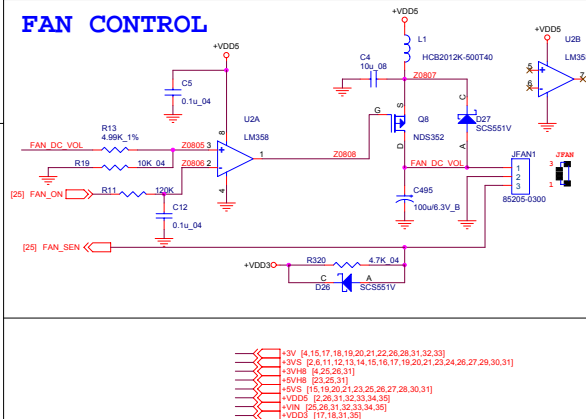 FAN CONTROL
+VDD5
L1
HCB2012K-500T40
C4
10u_08
Z0807
+VDD5
U2B
5
6
7
+
-
+VDD5
C5
0.1u_04
U2A
LM358
8
4
G
S
D
Q8
NDS352
C
A
D27
SCS551V
FAN_DC_VOL
R13
4.99K_1%
Z0805 3
+
R19
10K_04
Z0806 2
-
1
Z0808
FAN_DC_VOL
[25] FAN_ON
R11
120K
C12
0.1u_04
C495
100u/6.3V_B
JFAN1
1
2
3
85205-0300
JFAN
3
1
[25] FAN_SEN
+VDD3
R320
4.7K_04
C
A
D26
SCS551V
+3V [4,15,17,18,19,20,21,22,26,28,31,32,33]
+3VS [2,6,11,12,13,14,15,16,17,19,20,21,23,24,26,27,29,30,31]
+3VH8 [4,25,26,31]
+5VH8 [23,25,31]
+5VS [15,19,20,21,23,25,26,27,28,30,31]
+VDD5 [2,26,31,32,33,34,35]
+VIN [25,26,31,32,33,34,35]
+VDD3 [17,18,31,35]